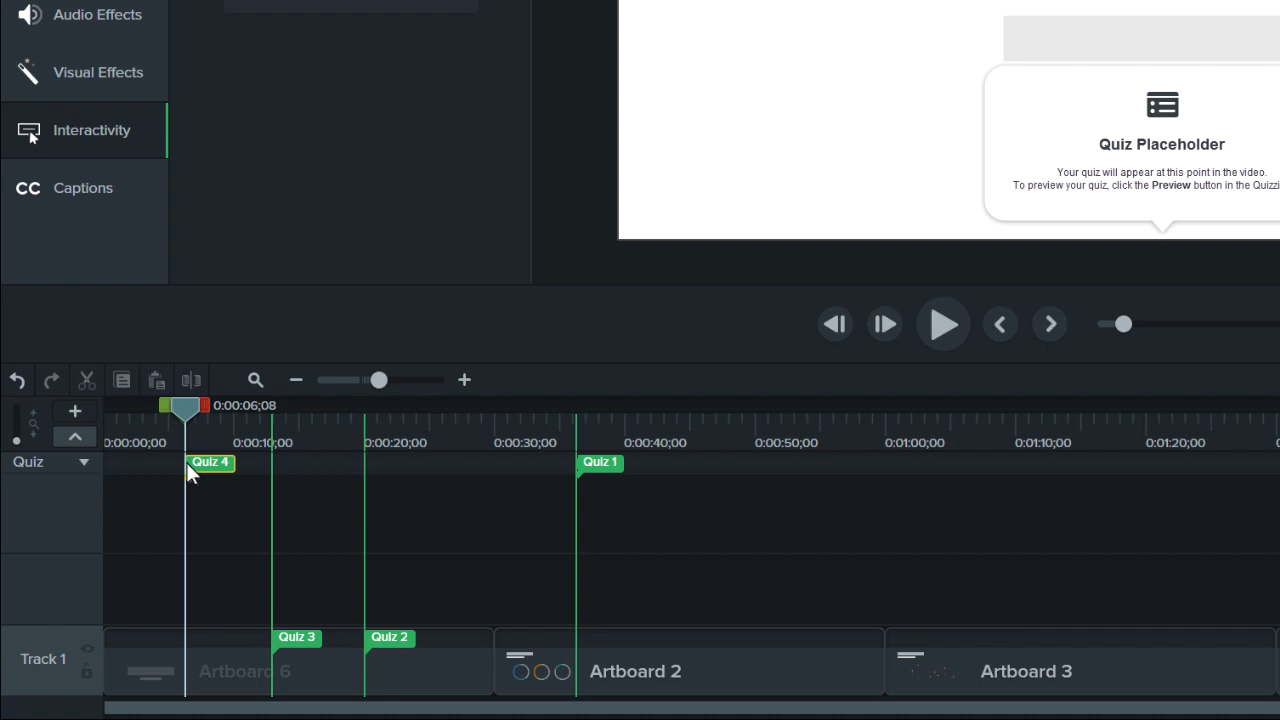 Audio Effects
Visual Effects
Interactivity
CC Captions
Quiz Placeholder
Your quiz will appear at this point in the video.
To preview your quiz, click the Preview button in the Quizzi
0:00:06;08
0:00:00;00
0:00:10;00
0:00:20;00
0:00:30;00
0:00:40;00
0:00:50;00
0:01:00;00
0:01:10;00
0:01:20;00
Quiz
Quiz 4
Quiz 1
Quiz 3
Quiz 2
Track 1
Artboard 6
Artboard 2
Artboard 3